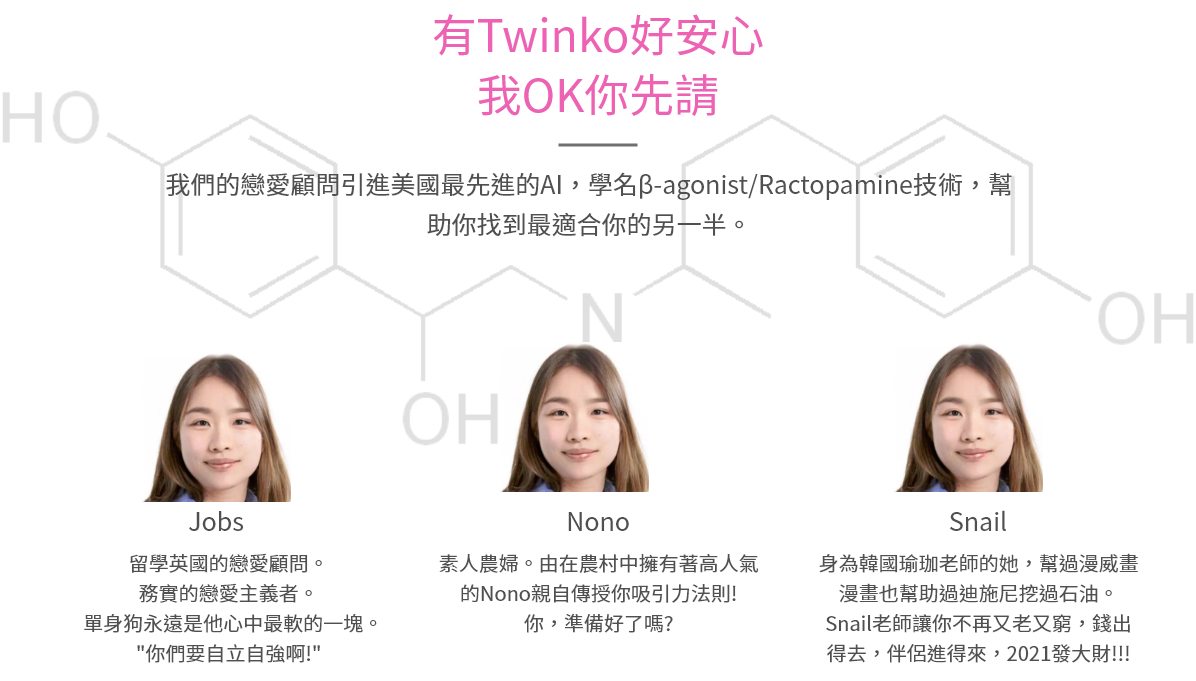 有Twinko好安心
我OK你先請
我們的戀愛顧問引進美國最先進的AI，學名β-agonist/Ractopamine技術，幫
助你找到最適合你的另一半。
HO
N
OH
OH
Jobs
留學英國的戀愛顧問。
務實的戀愛主義者。
單身狗永遠是他心中最軟的一塊。
"你們要自立自強啊!"
Nono
素人農婦。由在農村中擁有著高人氣
的Nono親自傳授你吸引力法則!
你，準備好了嗎?
Snail
身為韓國瑜珈老師的她，幫過漫威畫
漫畫也幫助過迪施尼挖過石油。
Snail老師讓你不再又老又窮，錢出
得去，伴侶進得來，2021發大財!!!